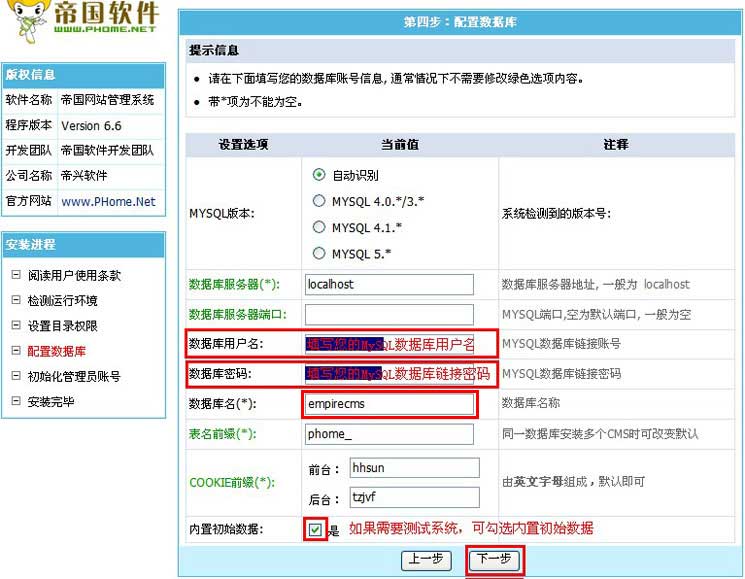 帝国软件
WWW.PHOME.NET
版权信息
软件名称 帝国网站管理系统
程序版本 Version 6.6
开发团队 帝国软件开发团队
公司名称 帝兴软件
官方网站 www.PHome.Net
安装进程
阅读用户使用条款
检测运行环境
设置目录权限
配置数据库
初始化管理员账号
安装完毕
第四步：配置数据库
提示信息
请在下面填写您的数据库账号信息, 通常情况下不需要修改绿色选项内容。
带*项为不能为空。
设置选项 当前值 注释
MYSQL版本: 自动识别 系统检测到的版本号:
MYSQL 4.0.*/3.*
MYSQL 4.1.*
MYSQL 5.*
数据库服务器(*): localhost 数据库服务器地址, 一般为 localhost
数据库服务器端口: MYSQL端口,空为默认端口, 一般为空
数据库用户名: 填写您的MySQL数据库用户名 MYSQL数据库链接账号
数据库密码: 填写您的MySQL数据库链接密码 MYSQL数据库链接密码
数据库名(*): empirecms 数据库名称
表名前缀(*): phome_ 同一数据库安装多个CMS时可改变默认
COOKIE前缀(*): 前台： hhsun 由英文字母组成，默认即可
后台： tzjvf
内置初始数据: 是 如果需要测试系统，可勾选内置初始数据
上一步 下一步